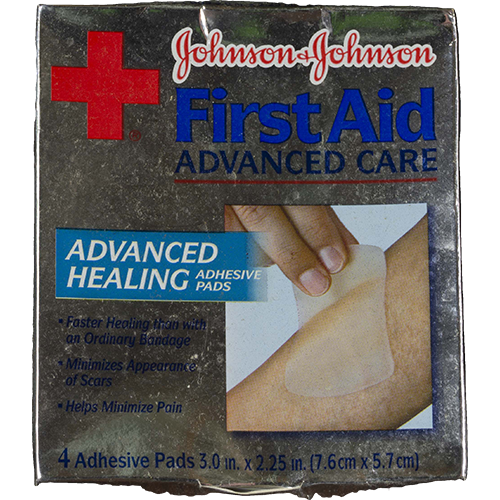 Johnson & Johnson
First Aid
ADVANCED CARE
ADVANCED
HEALING ADHESIVE PADS
• Faster Healing than with
an Ordinary Bandage
• Minimizes Appearance
of Scars
• Helps Minimize Pain
4 Adhesive Pads 3.0 in. x 2.25 in. (7.6cm x 5.7cm)